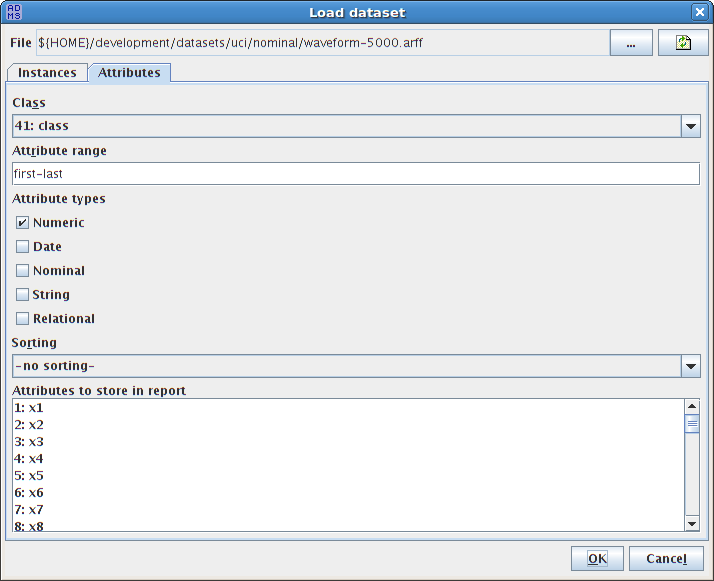 AD
MS
Load dataset
File ${HOME}/development/datasets/uci/nominal/waveform-5000.arff ...
Instances Attributes
Class
41: class
Attribute range
first-last
Attribute types
Numeric
Date
Nominal
String
Relational
Sorting
-no sorting-
Attributes to store in report
1: x1
2: x2
3: x3
4: x4
5: x5
6: x6
7: x7
8: x8
OK Cancel